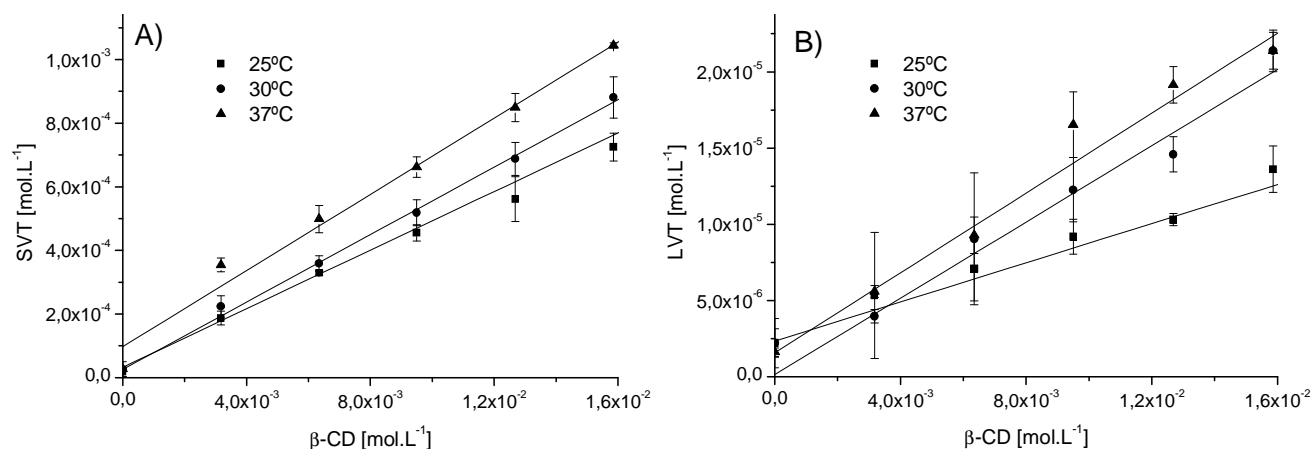 A)
25ºC
30ºC
37ºC
1,0x10⁻³
8,0x10⁻⁴
6,0x10⁻⁴
4,0x10⁻⁴
2,0x10⁻⁴
0,0
SVT [mol.L⁻¹]
0,0
4,0x10⁻³
8,0x10⁻³
1,2x10⁻²
1,6x10⁻²
β-CD [mol.L⁻¹]
B)
25ºC
30ºC
37ºC
2,0x10⁻⁵
1,5x10⁻⁵
1,0x10⁻⁵
5,0x10⁻⁶
0,0
LVT [mol.L⁻¹]
0,0
4,0x10⁻³
8,0x10⁻³
1,2x10⁻²
1,6x10⁻²
β-CD [mol.L⁻¹]